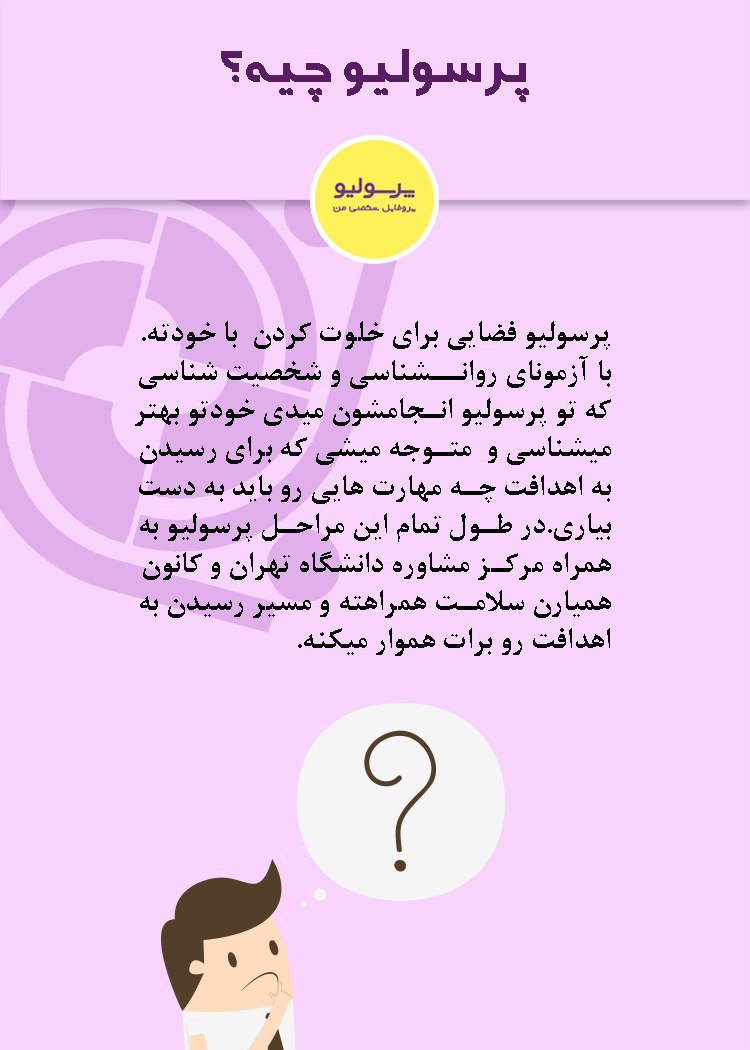 پرسولیو چیه؟
پرسولیو
پروفایل شخصی من
پرسولیو فضایی برای خلوت کردن با خودته.
با آزمونای روانشناسی و شخصیت شناسی
که تو پرسولیو انجامشون میدی خودتو بهتر
میشناسی و متوجه میشی که برای رسیدن
به اهدافت چه مهارت هایی رو باید به دست
بیاری.در طول تمام این مراحل پرسولیو به
همراه مرکز مشاوره دانشگاه تهران و کانون
همیارن سلامت همراهته و مسیر رسیدن به
اهدافت رو برات هموار میکنه.
?